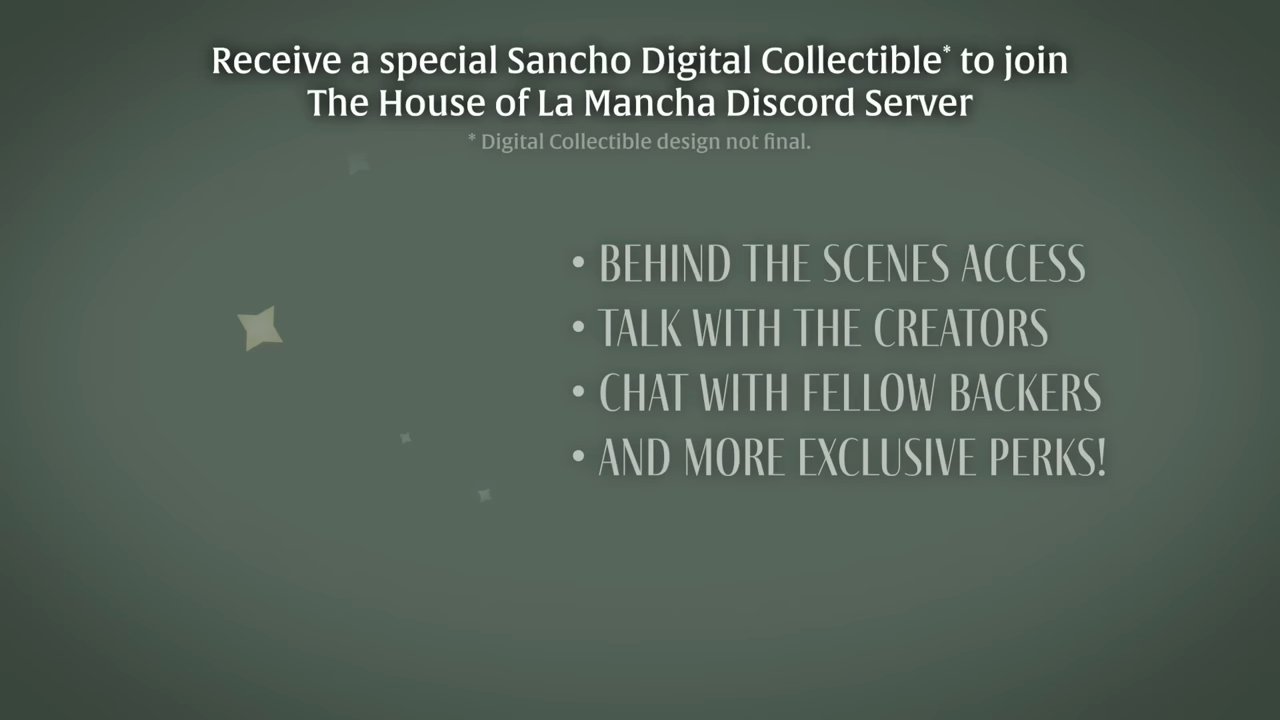 Receive a special Sancho Digital Collectible* to join
The House of La Mancha Discord Server
* Digital Collectible design not final.
• BEHIND THE SCENES ACCESS
• TALK WITH THE CREATORS
• CHAT WITH FELLOW BACKERS
• AND MORE EXCLUSIVE PERKS!